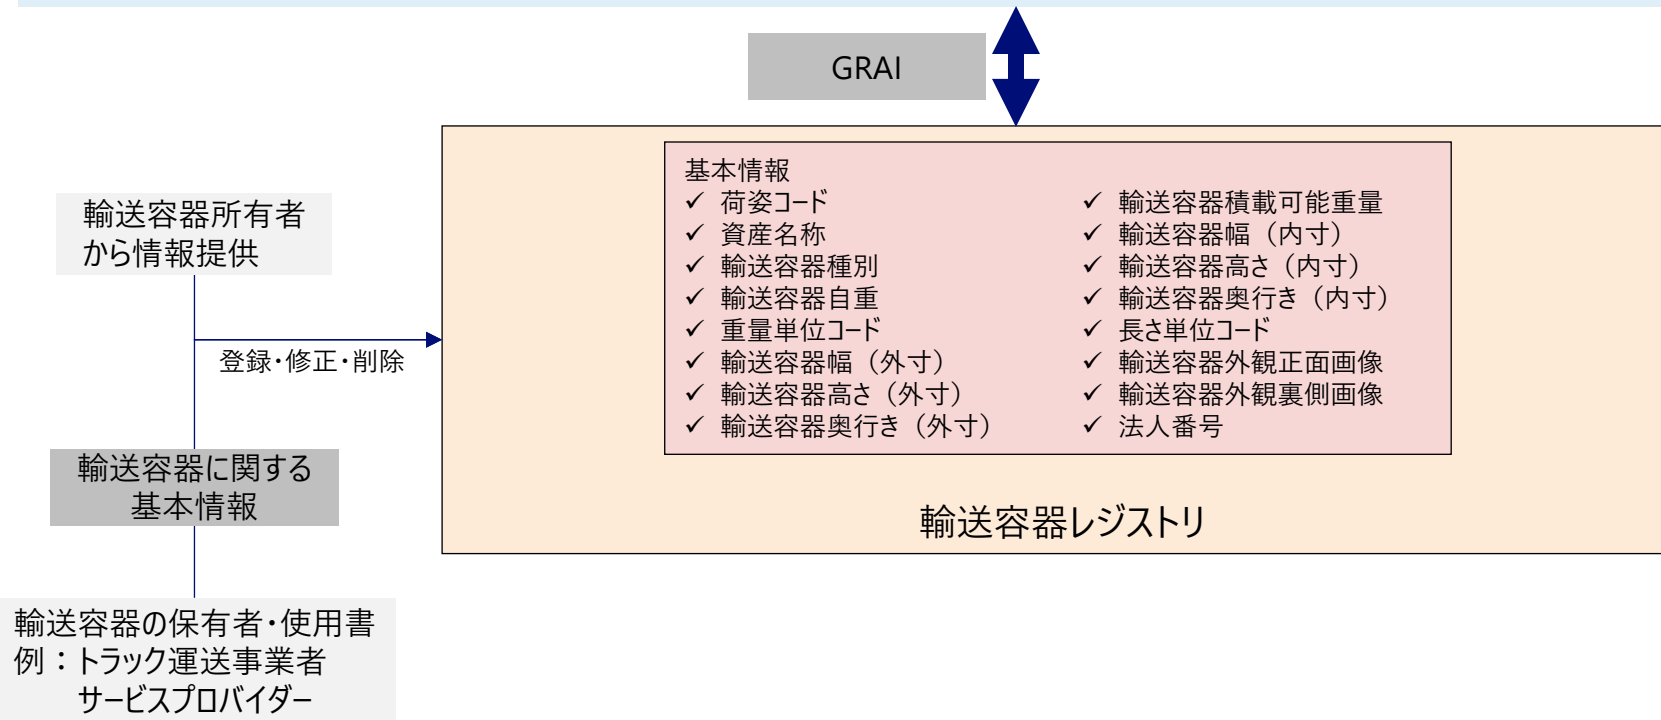 GRAI
基本情報
✓ 荷姿コード
✓ 資産名称
✓ 輸送容器種別
✓ 輸送容器自重
✓ 重量単位コード
✓ 輸送容器幅（外寸）
✓ 輸送容器高さ（外寸）
✓ 輸送容器奥行き（外寸）
✓ 輸送容器積載可能重量
✓ 輸送容器幅（内寸）
✓ 輸送容器高さ（内寸）
✓ 輸送容器奥行き（内寸）
✓ 長さ単位コード
✓ 輸送容器外観正面画像
✓ 輸送容器外観裏側画像
✓ 法人番号
輸送容器レジストリ
輸送容器所有者
から情報提供
登録・修正・削除
輸送容器に関する
基本情報
輸送容器の保有者・使用書
例：トラック運送事業者
サービスプロバイダー